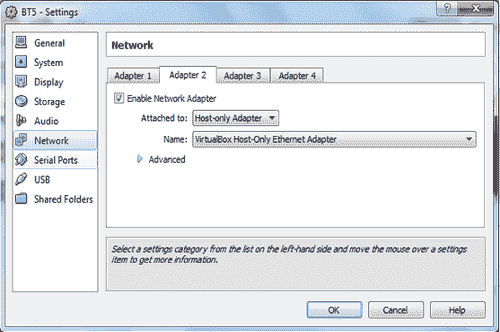 BT5 - Settings
General
System
Display
Storage
Audio
Network
Serial Ports
USB
Shared Folders
Network
Adapter 1 Adapter 2 Adapter 3 Adapter 4
Enable Network Adapter
Attached to: Host-only Adapter
Name: VirtualBox Host-Only Ethernet Adapter
Advanced
Select a settings category from the list on the left-hand side and move the mouse over a settings
item to get more information.
OK Cancel Help